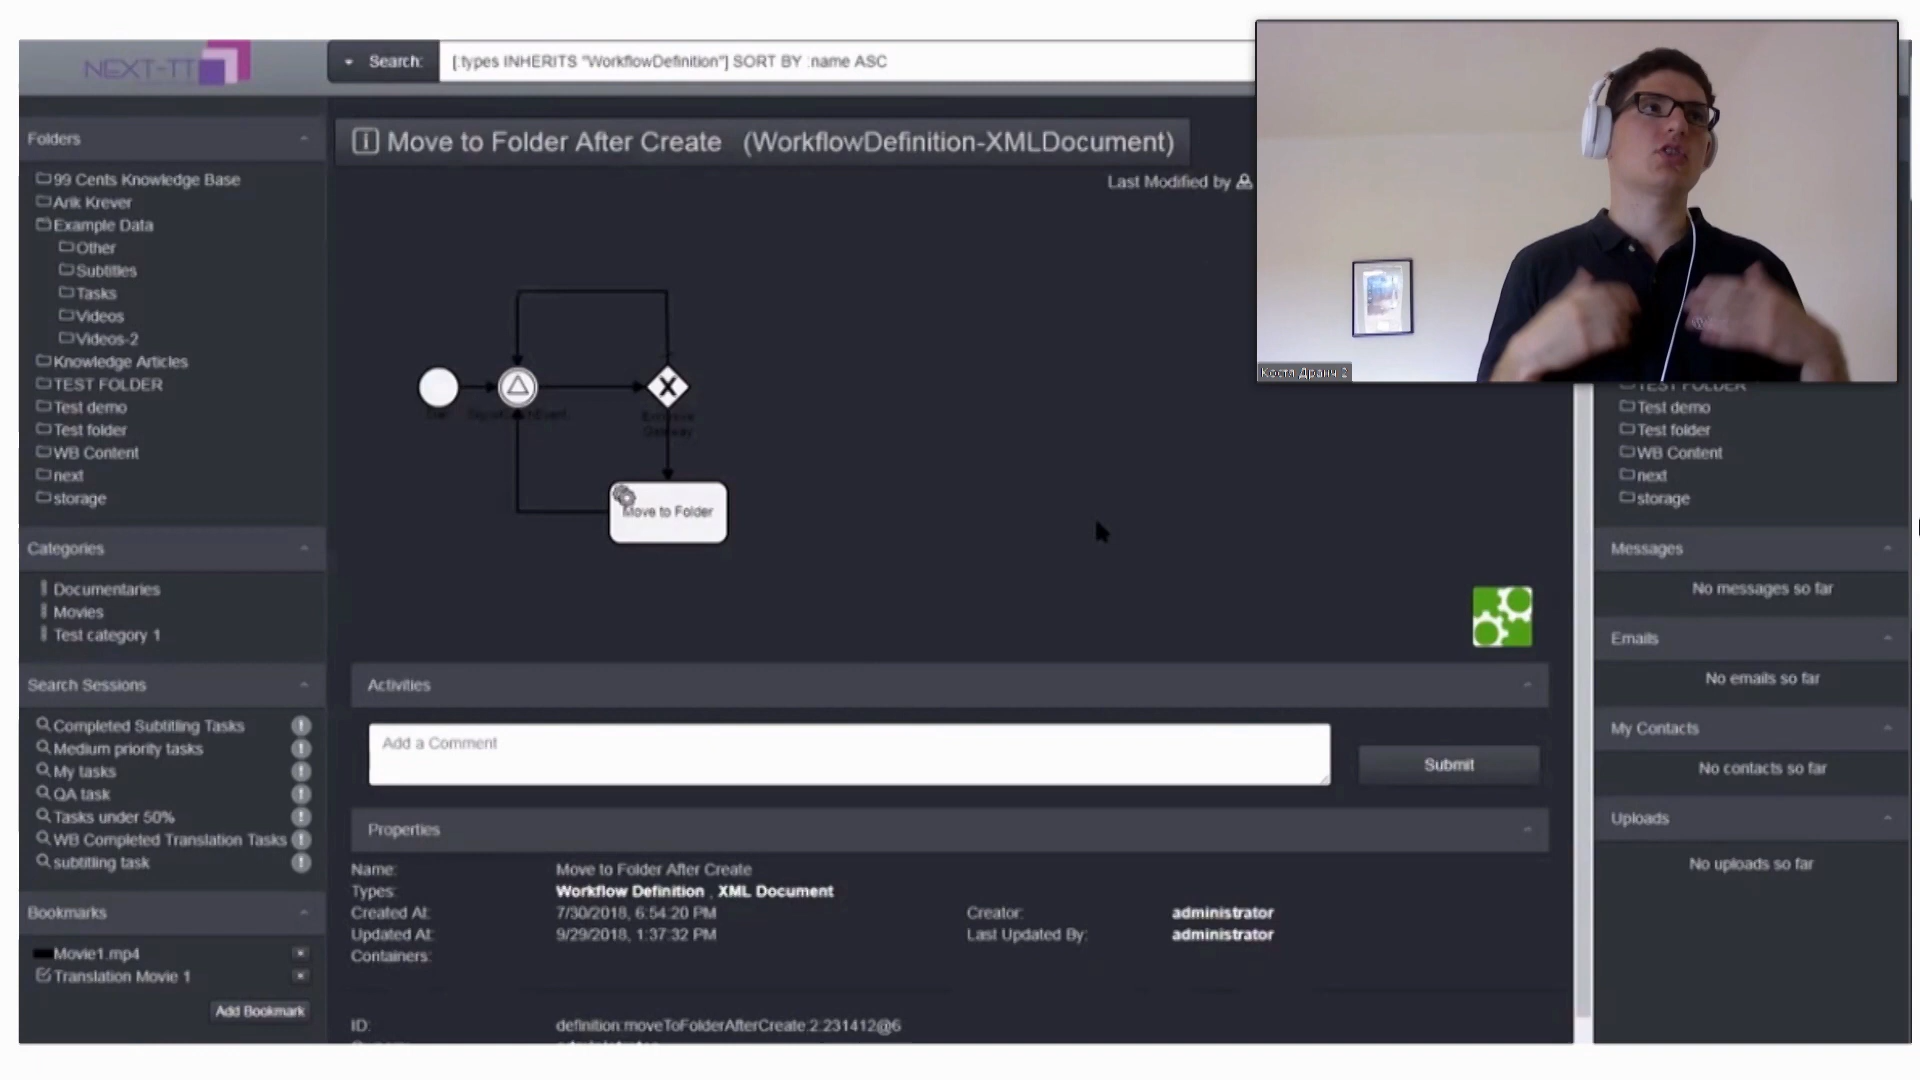 NEXT-TT
Search:
[:types INHERITS "WorkflowDefinition"] SORT BY :name ASC
Move to Folder After Create (WorkflowDefinition-XMLDocument)
Last Modified by
Костя Дранч 2
Folders
99 Cents Knowledge Base
Arik Krever
Example Data
Other
Subtitles
Tasks
Videos
Videos-2
Knowledge Articles
TEST FOLDER
Test demo
Test folder
WB Content
next
storage
Categories
Documentaries
Movies
Test category 1
Search Sessions
Completed Subtitling Tasks
Medium priority tasks
My tasks
QA task
Tasks under 50%
WB Completed Translation Tasks
subtitling task
Bookmarks
Movie1.mp4
Translation Movie 1
Add Bookmark
Exclusive
Gateway
Move to Folder
Activities
Add a Comment
Submit
Properties
Name: Move to Folder After Create
Types: Workflow Definition , XML Document
Created At: 7/30/2018, 6:54:20 PM Creator: administrator
Updated At: 9/29/2018, 1:37:32 PM Last Updated By: administrator
Containers:
ID: definition:moveToFolderAfterCreate:2:231412@6
TEST FOLDER
Test demo
Test folder
WB Content
next
storage
Messages
No messages so far
Emails
No emails so far
My Contacts
No contacts so far
Uploads
No uploads so far